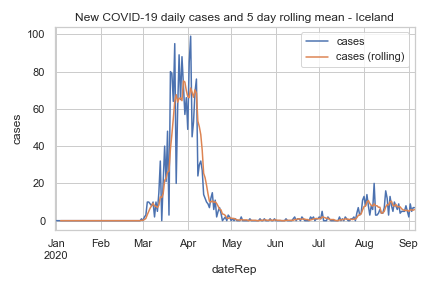 New COVID-19 daily cases and 5 day rolling mean - Iceland
cases
cases (rolling)
100
80
60
40
20
0
cases
Jan Feb Mar Apr May Jun Jul Aug Sep
2020
dateRep